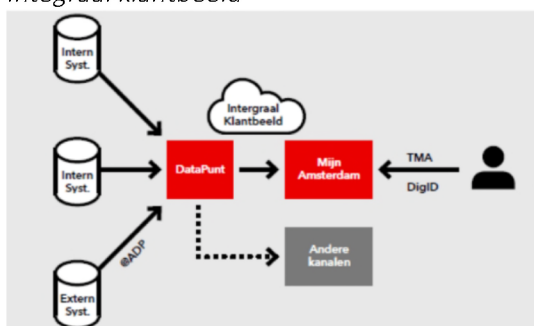 integraal klantbeeld
Intern
Syst.
Intergraal
Klantbeeld
Intern
Syst.
DataPunt
Mijn
Amsterdam
TMA
DigID
@ADP
Andere
kanalen
Extern
Syst.